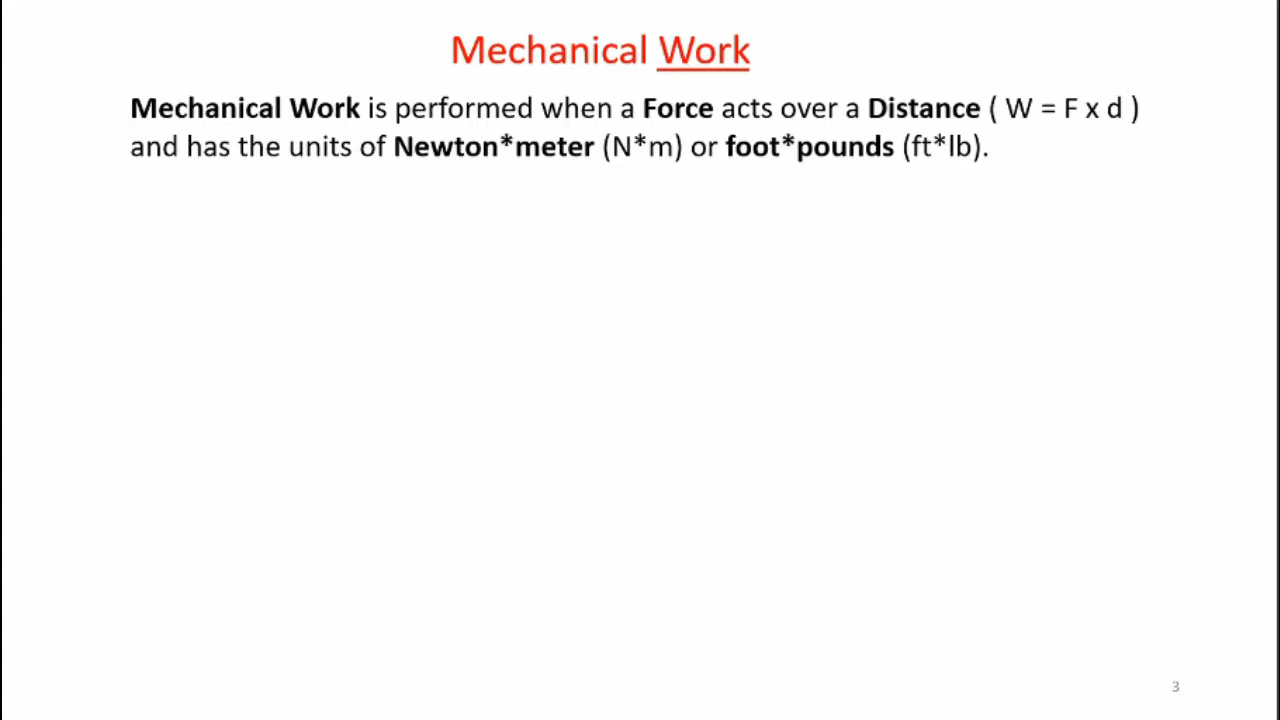 Mechanical Work
Mechanical Work is performed when a Force acts over a Distance ( W = F x d )
and has the units of Newton*meter (N*m) or foot*pounds (ft*lb).
3